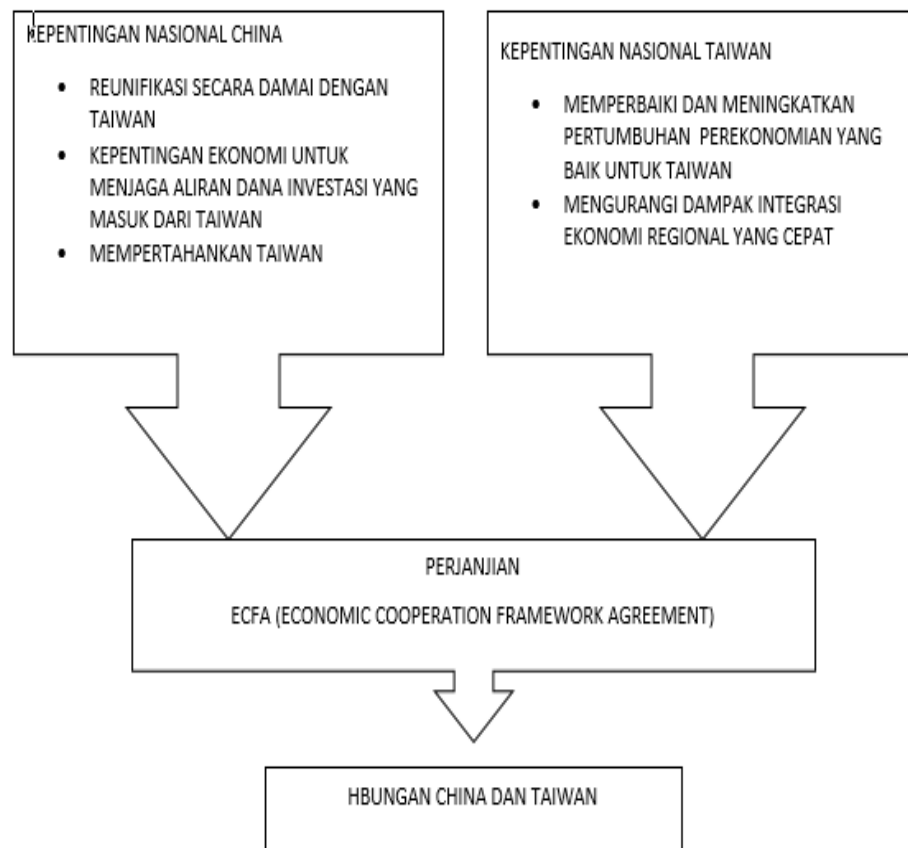 KEPENTINGAN NASIONAL CHINA
• REUNIFIKASI SECARA DAMAI DENGAN
TAIWAN
• KEPENTINGAN EKONOMI UNTUK
MENJAGA ALIRAN DANA INVESTASI YANG
MASUK DARI TAIWAN
• MEMPERTAHANKAN TAIWAN
KEPENTINGAN NASIONAL TAIWAN
• MEMPERBAIKI DAN MENINGKATKAN
PERTUMBUHAN PEREKONOMIAN YANG
BAIK UNTUK TAIWAN
• MENGURANGI DAMPAK INTEGRASI
EKONOMI REGIONAL YANG CEPAT
PERJANJIAN
ECFA (ECONOMIC COOPERATION FRAMEWORK AGREEMENT)
HBUNGAN CHINA DAN TAIWAN